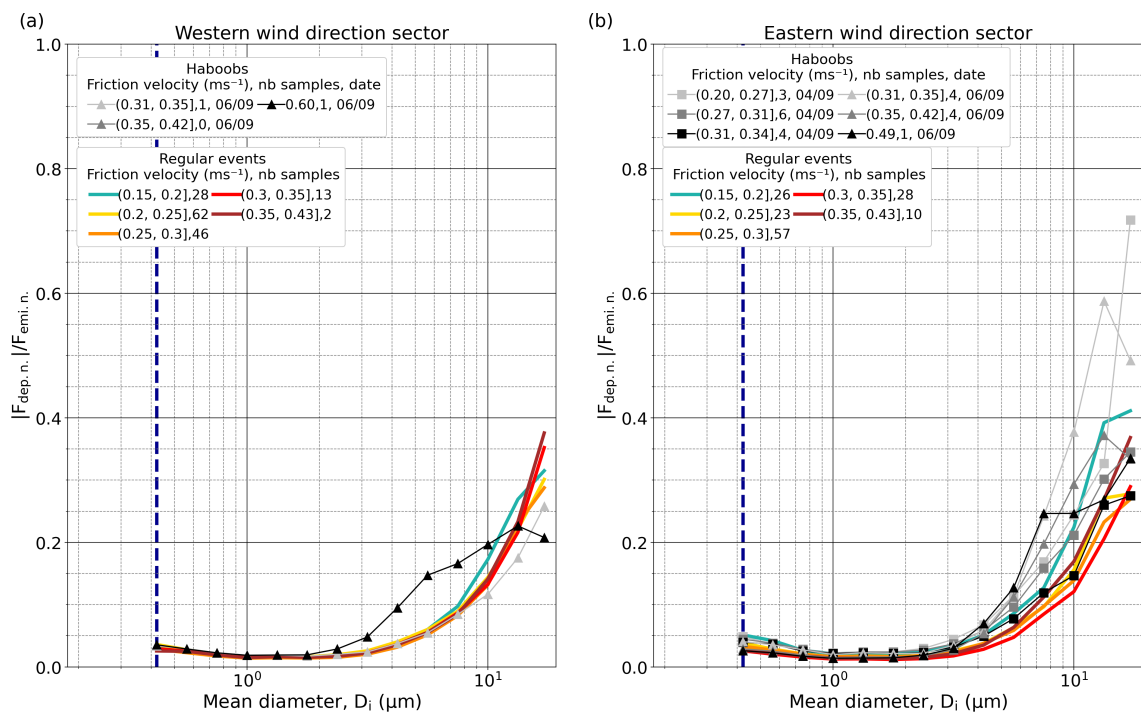 (a)
Western wind direction sector
Haboobs
Friction velocity (ms⁻¹), nb samples, date
(0.31, 0.35],1, 06/09
0.60,1, 06/09
(0.35, 0.42],0, 06/09
Regular events
Friction velocity (ms⁻¹), nb samples
(0.15, 0.2],28
(0.3, 0.35],13
(0.2, 0.25],62
(0.35, 0.43],2
(0.25, 0.3],46
1.0
0.8
0.6
0.4
0.2
0.0
|F_dep. n.|/F_emi. n.
10⁰
10¹
Mean diameter, Dᵢ (μm)
(b)
Eastern wind direction sector
Haboobs
Friction velocity (ms⁻¹), nb samples, date
(0.20, 0.27],3, 04/09
(0.31, 0.35],4, 06/09
(0.27, 0.31],6, 04/09
(0.35, 0.42],4, 06/09
(0.31, 0.34],4, 04/09
0.49,1, 06/09
Regular events
Friction velocity (ms⁻¹), nb samples
(0.15, 0.2],26
(0.3, 0.35],28
(0.2, 0.25],23
(0.35, 0.43],10
(0.25, 0.3],57
1.0
0.8
0.6
0.4
0.2
0.0
|F_dep. n.|/F_emi. n.
10⁰
10¹
Mean diameter, Dᵢ (μm)